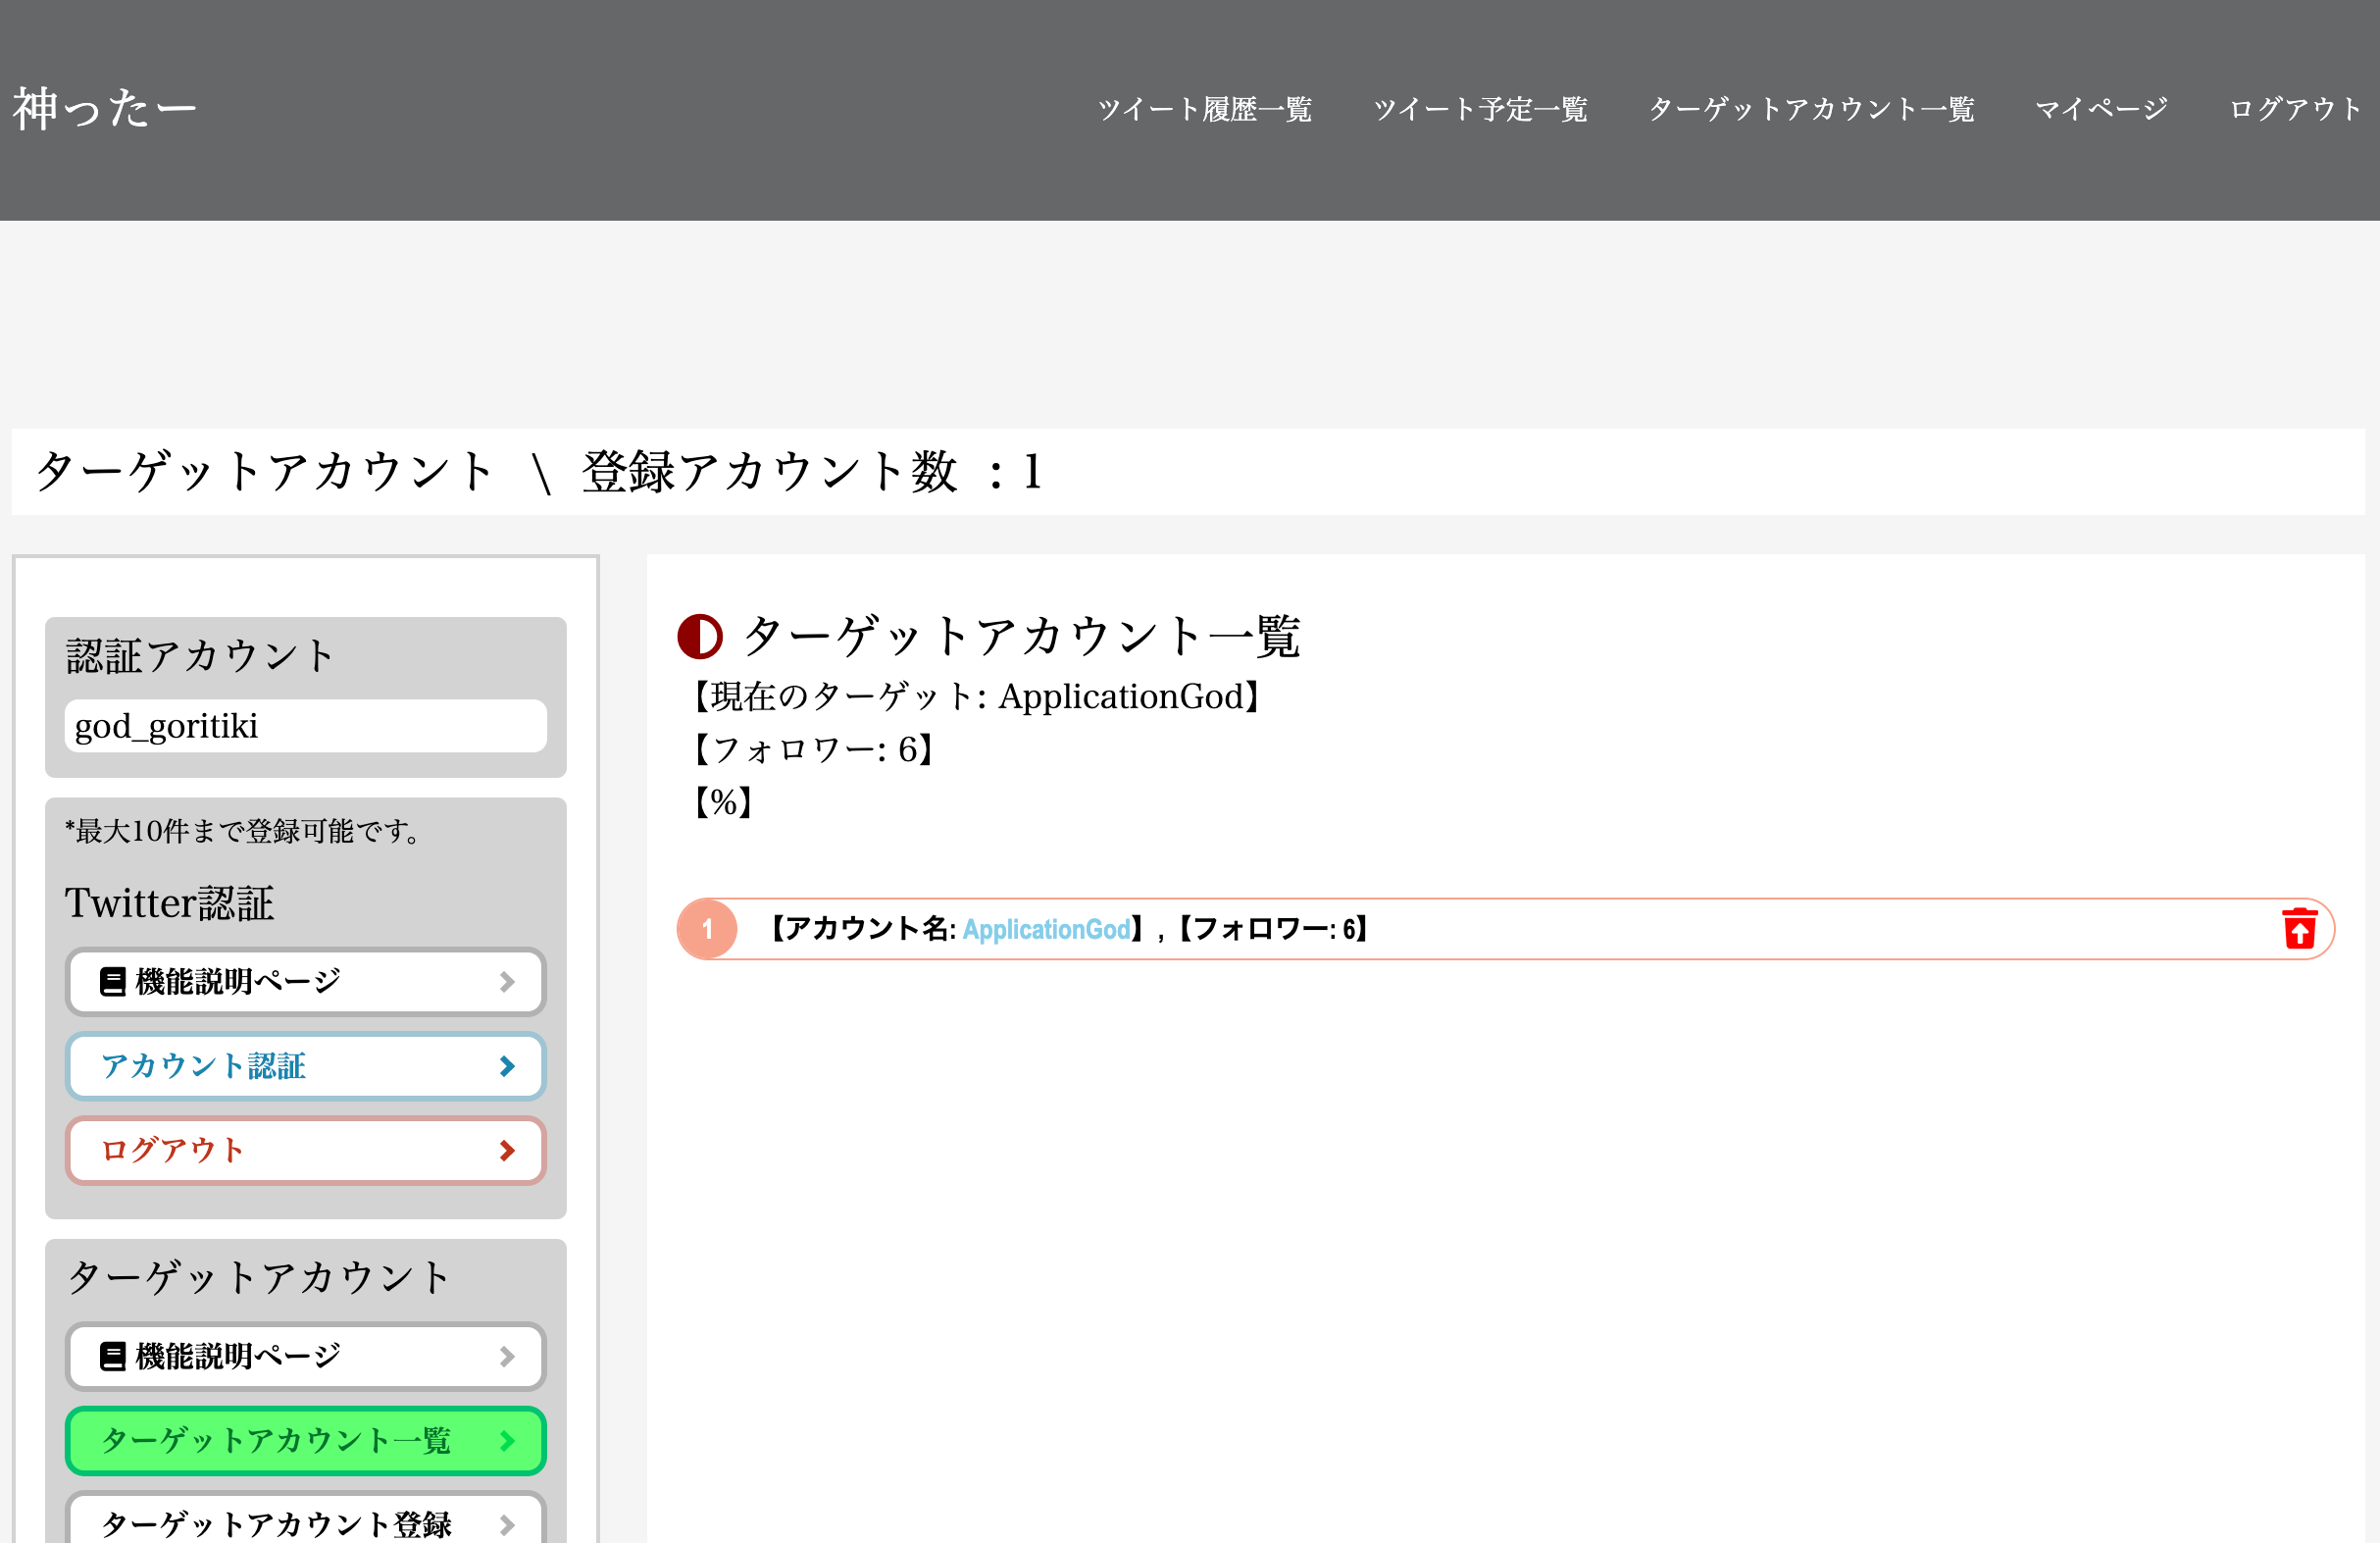 神ったー
ツイート履歴一覧 ツイート予定一覧 ターゲットアカウント一覧 マイページ ログアウト
ターゲットアカウント \ 登録アカウント数 : 1
認証アカウント
god_goritiki
*最大10件まで登録可能です。
Twitter認証
機能説明ページ
アカウント認証
ログアウト
ターゲットアカウント
機能説明ページ
ターゲットアカウント一覧
ターゲットアカウント登録
ターゲットアカウント一覧
【現在のターゲット: ApplicationGod】
【フォロワー: 6】
【%】
1 【アカウント名: ApplicationGod】,【フォロワー: 6】